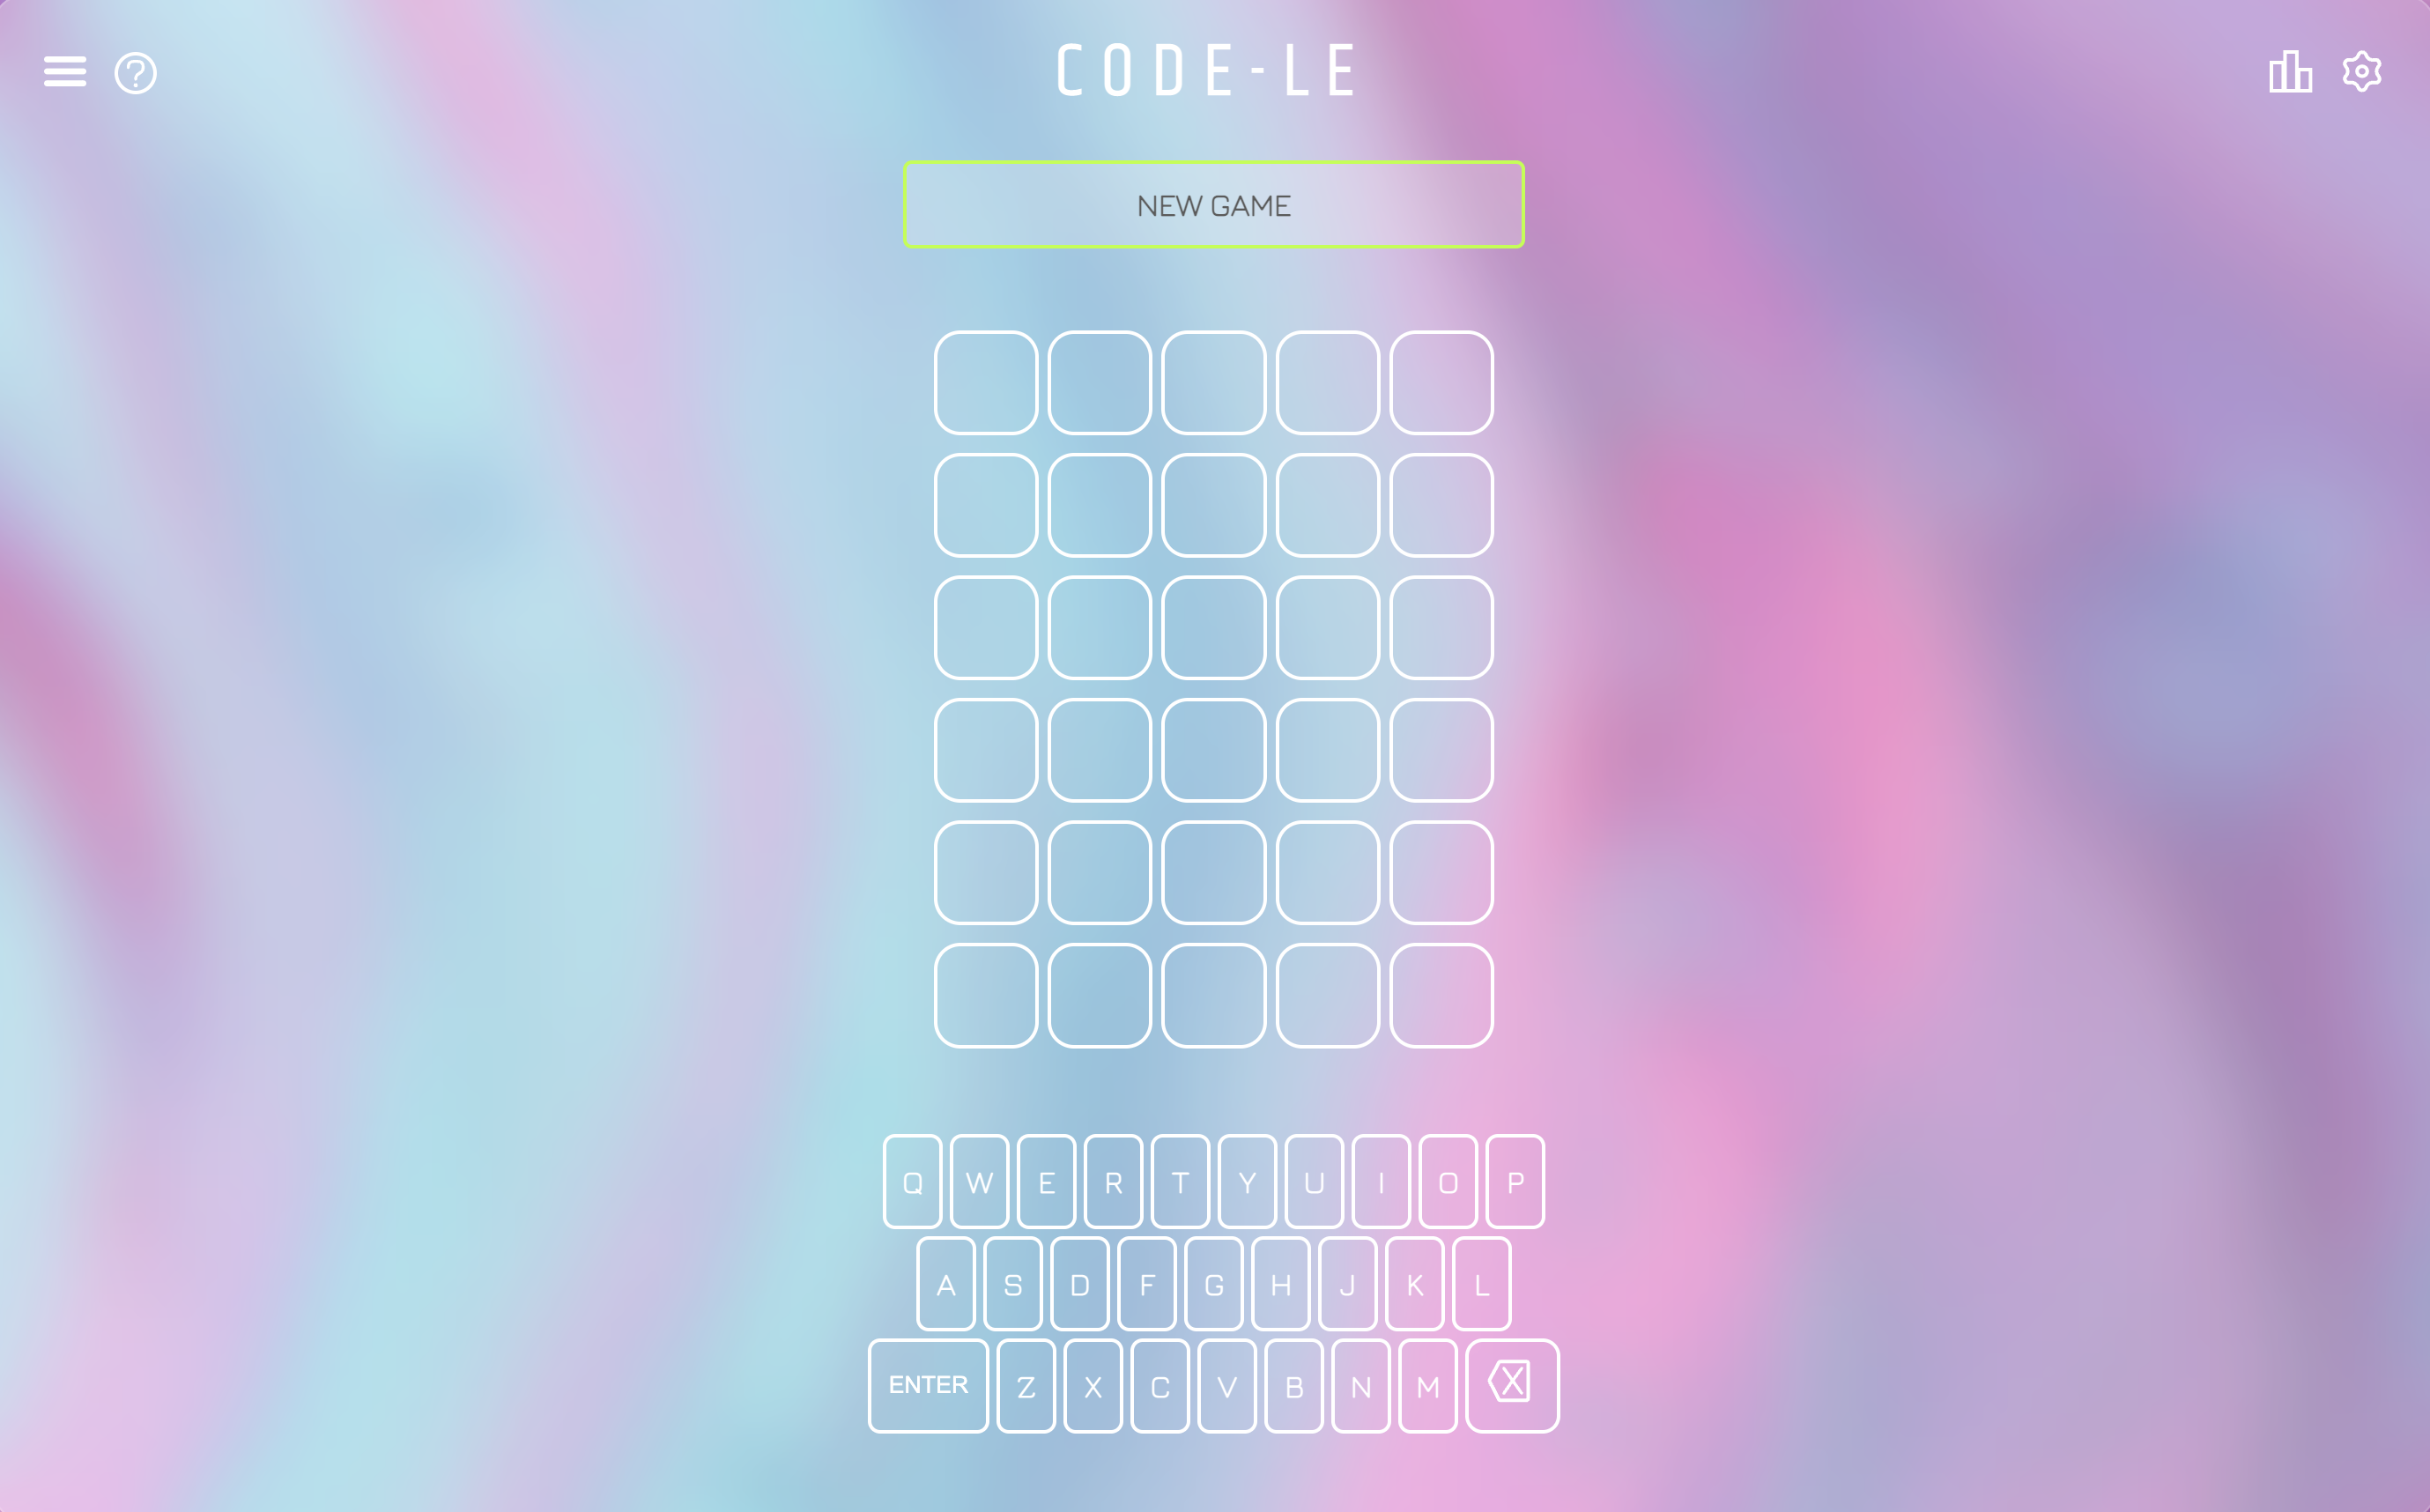 CODE-LE
NEW GAME
Q W E R T Y U I O P
A S D F G H J K L
ENTER Z X C V B N M